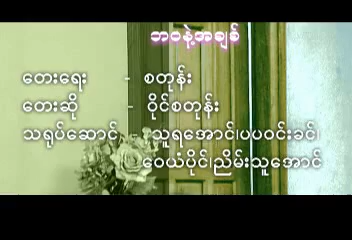 ဘဝနဲ့အချစ်
တေးရေး - စတုန်း
တေးဆို - ဝိုင်စတုန်း
သရုပ်ဆောင် - သူရအောင်၊ပပဝင်းခင်၊
ဝေယံပိုင်၊ညိမ်းသူအောင်